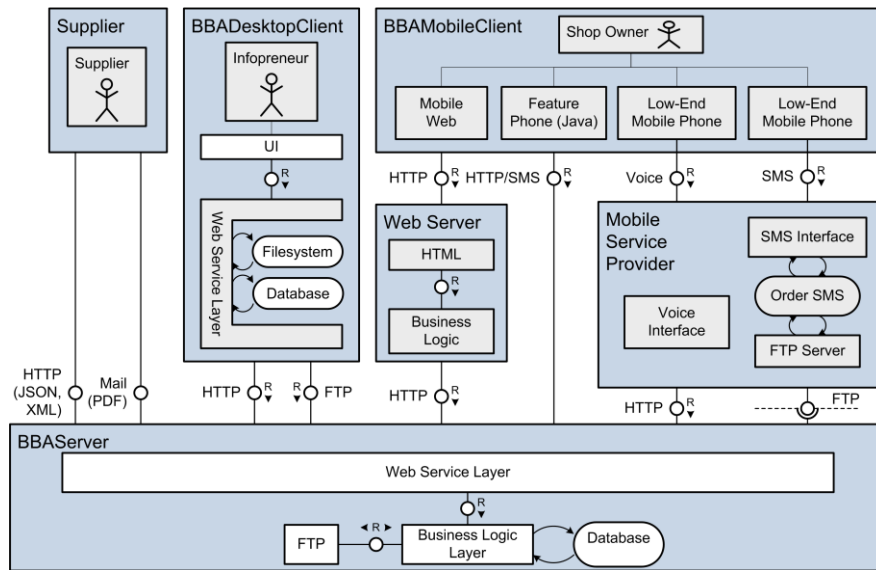 Supplier
Supplier
BBADesktopClient
Infopreneur
UI
R
Web Service Layer
Filesystem
Database
BBAMobileClient
Shop Owner
Mobile
Web
Feature
Phone (Java)
Low-End
Mobile Phone
Low-End
Mobile Phone
HTTP
R
HTTP/SMS
R
Voice
R
SMS
R
Web Server
HTML
R
Business
Logic
Mobile
Service
Provider
SMS Interface
Order SMS
FTP Server
Voice
Interface
HTTP
(JSON,
XML)
Mail
(PDF)
HTTP
R
R
FTP
HTTP
R
HTTP
R
FTP
BBAServer
Web Service Layer
R
FTP
R
Business Logic
Layer
Database